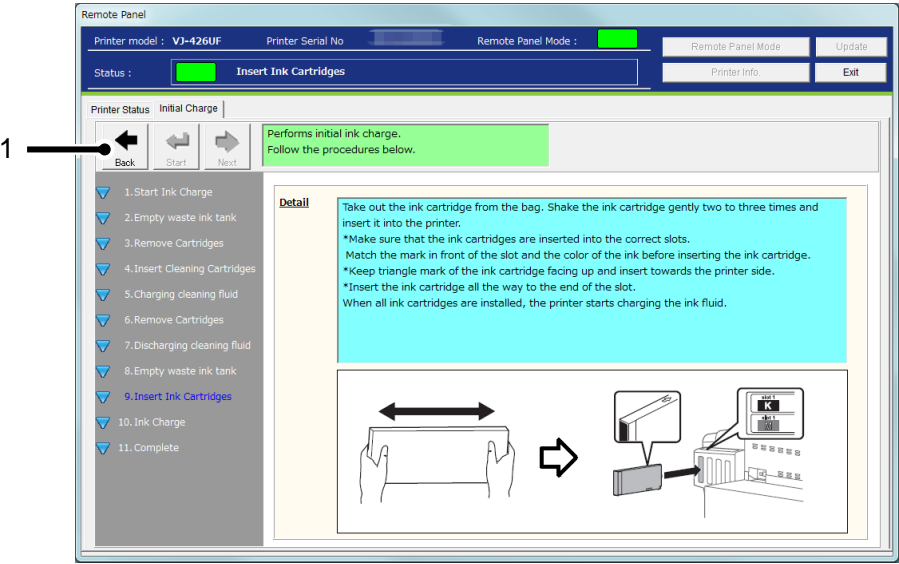 Remote Panel
Printer model : VJ-426UF Printer Serial No Remote Panel Mode :
Remote Panel Mode Update
Status : Insert Ink Cartridges
Printer Info. Exit
Printer Status Initial Charge
1
Back Start Next
Performs initial ink charge.
Follow the procedures below.
1.Start Ink Charge
2.Empty waste ink tank
3.Remove Cartridges
4.Insert Cleaning Cartridges
5.Charging cleaning fluid
6.Remove Cartridges
7.Discharging cleaning fluid
8.Empty waste ink tank
9.Insert Ink Cartridges
10.Ink Charge
11.Complete
Detail
Take out the ink cartridge from the bag. Shake the ink cartridge gently two to three times and
insert it into the printer.
*Make sure that the ink cartridges are inserted into the correct slots.
Match the mark in front of the slot and the color of the ink before inserting the ink cartridge.
*Keep triangle mark of the ink cartridge facing up and insert towards the printer side.
*Insert the ink cartridge all the way to the end of the slot.
When all ink cartridges are installed, the printer starts charging the ink fluid.
slot 1
K
slot 1